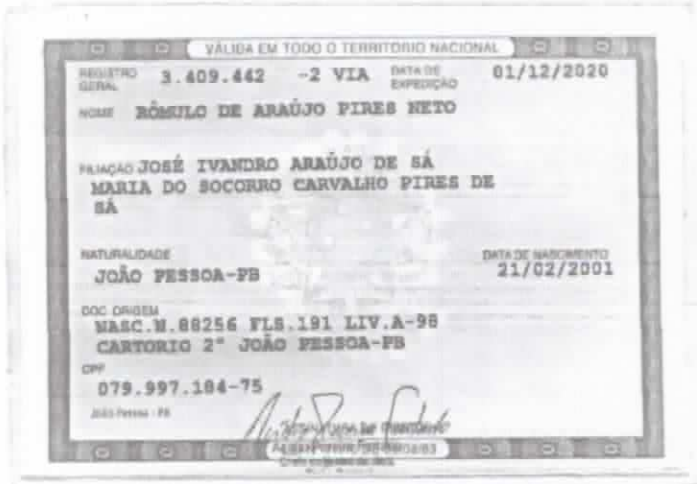 VÁLIDA EM TODO O TERRITÓRIO NACIONAL
REGISTRO GERAL 3.409.442 -2 VIA DATA DE EXPEDIÇÃO 01/12/2020
NOME RÔMULO DE ARAÚJO PIRES NETO
FILIAÇÃO JOSÉ IVANDRO ARAÚJO DE SÁ
MARIA DO SOCORRO CARVALHO PIRES DE
SÁ
NATURALIDADE DATA DE NASCIMENTO
JOÃO PESSOA-PB 21/02/2001
DOC ORIGEM
NASC.N.88256 FLS.191 LIV.A-98
CARTORIO 2º JOÃO PESSOA-PB
CPF
079.997.184-75
João Pessoa - PB